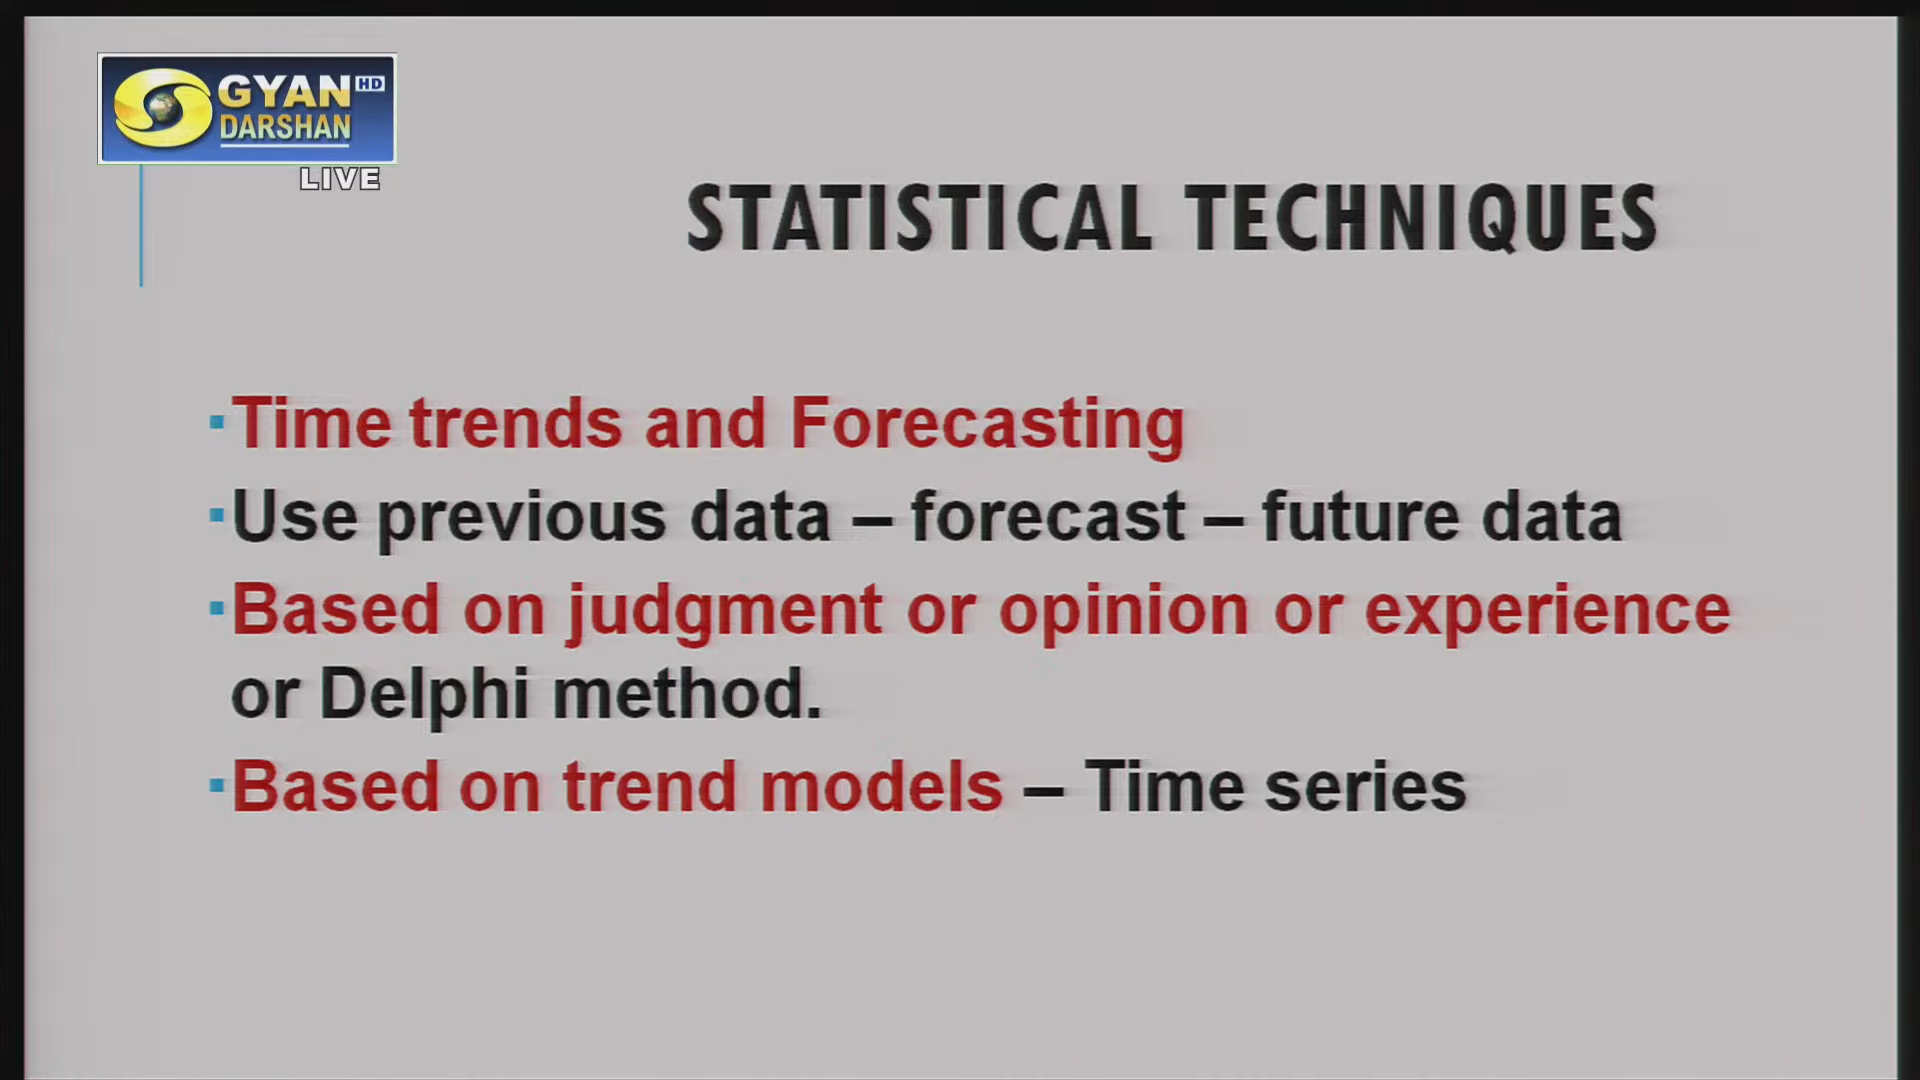 GYAN HD
DARSHAN
LIVE
STATISTICAL TECHNIQUES
Time trends and Forecasting
Use previous data – forecast – future data
Based on judgment or opinion or experience
or Delphi method.
Based on trend models – Time series